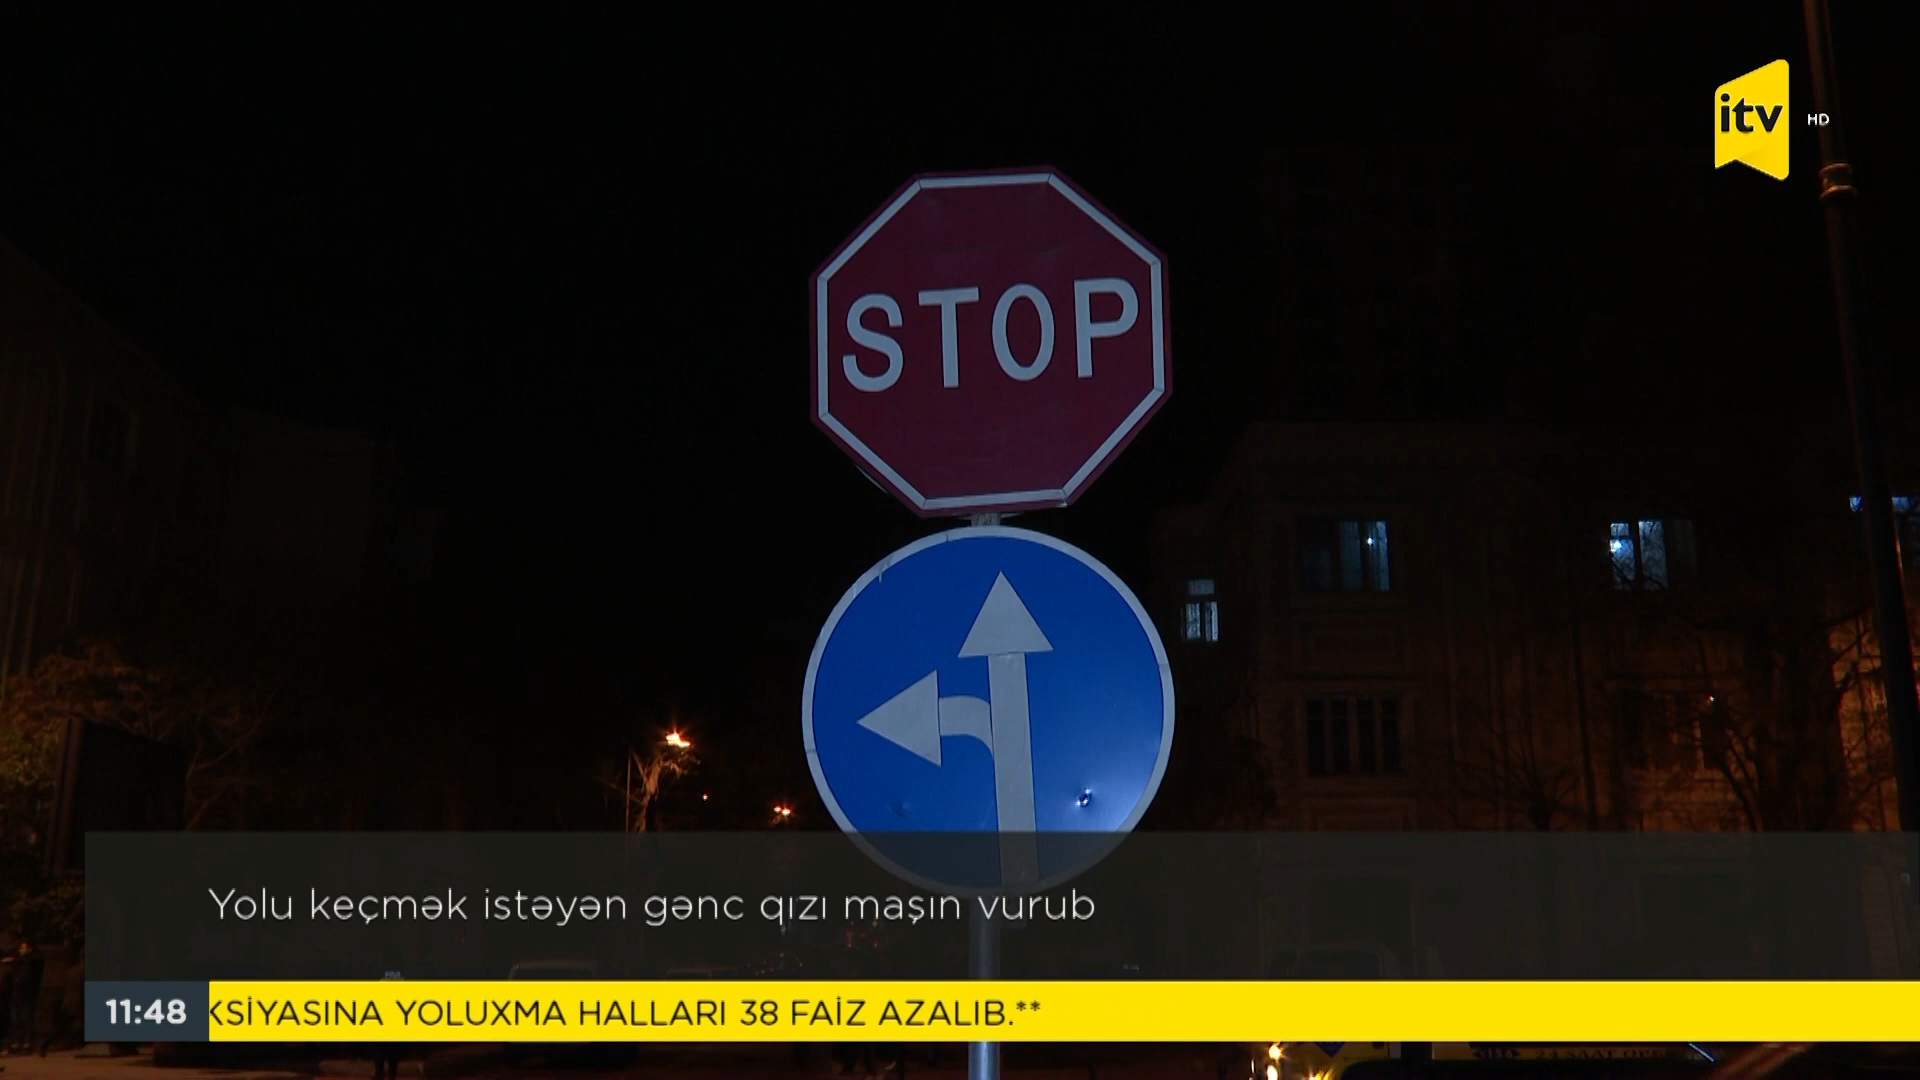 itv HD
STOP
Yolu keçmək istəyən gənc qızı maşın vurub
11:48 KSİYASINA YOLUXMA HALLARI 38 FAİZ AZALIB.**